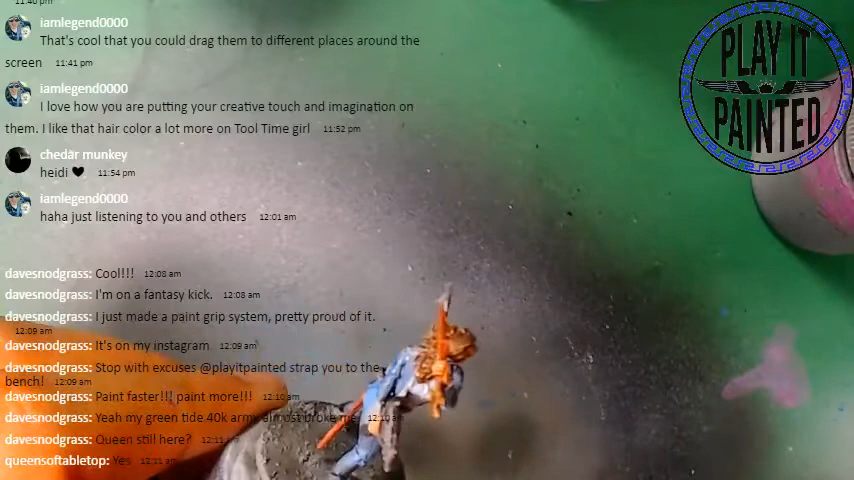 11:40 pm
iamlegend0000
That's cool that you could drag them to different places around the
screen 11:41 pm
iamlegend0000
I love how you are putting your creative touch and imagination on
them. I like that hair color a lot more on Tool Time girl 11:52 pm
chedar munkey
heidi ♥ 11:54 pm
iamlegend0000
haha just listening to you and others 12:01 am
davesnodgrass: Cool!!! 12:08 am
davesnodgrass: I'm on a fantasy kick. 12:08 am
davesnodgrass: I just made a paint grip system, pretty proud of it.
12:09 am
davesnodgrass: It's on my instagram 12:09 am
davesnodgrass: Stop with excuses @playitpainted strap you to the
bench! 12:09 am
davesnodgrass: Paint faster!!! paint more!!! 12:10 am
davesnodgrass: Yeah my green tide 40k army almost broke me 12:10 am
davesnodgrass: Queen still here? 12:11 am
queensoftabletop: Yes 12:11 am
PLAY IT
PAINTED